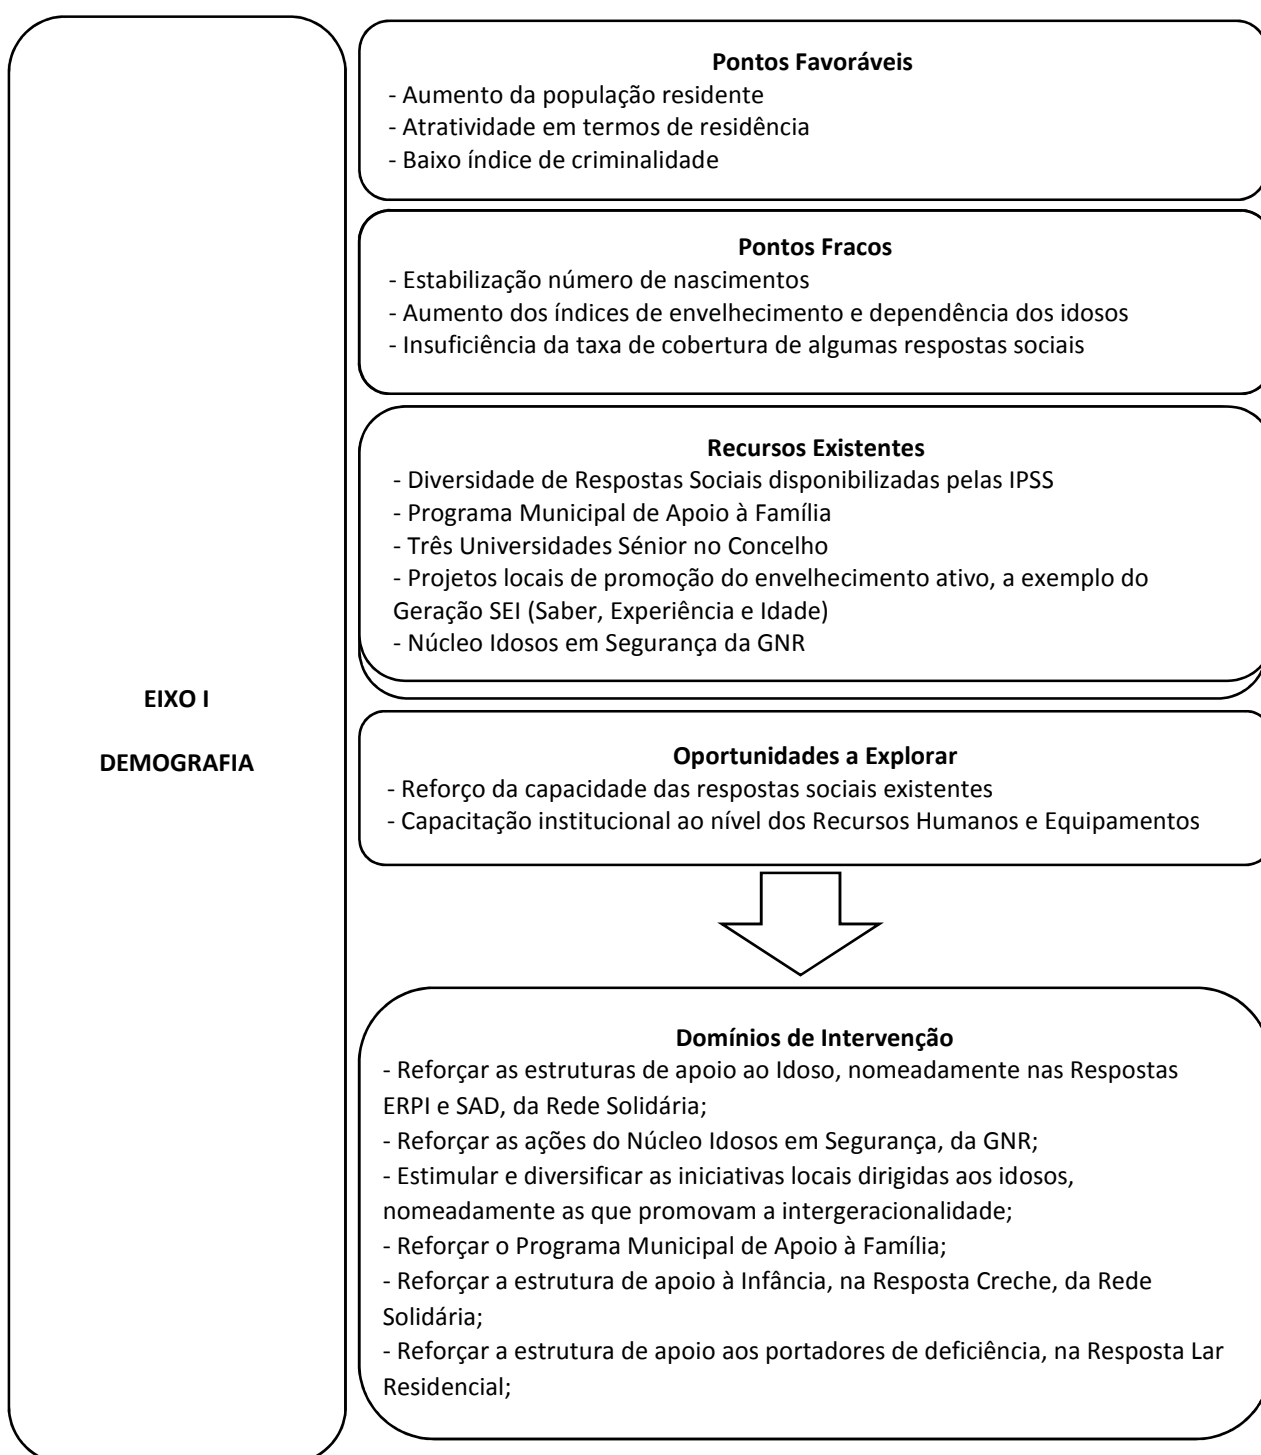 EIXO I
DEMOGRAFIA
Pontos Favoráveis
- Aumento da população residente
- Atratividade em termos de residência
- Baixo índice de criminalidade
Pontos Fracos
- Estabilização número de nascimentos
- Aumento dos índices de envelhecimento e dependência dos idosos
- Insuficiência da taxa de cobertura de algumas respostas sociais
Recursos Existentes
- Diversidade de Respostas Sociais disponibilizadas pelas IPSS
- Programa Municipal de Apoio à Família
- Três Universidades Sénior no Concelho
- Projetos locais de promoção do envelhecimento ativo, a exemplo do
Geração SEI (Saber, Experiência e Idade)
- Núcleo Idosos em Segurança da GNR
Oportunidades a Explorar
- Reforço da capacidade das respostas sociais existentes
- Capacitação institucional ao nível dos Recursos Humanos e Equipamentos
Domínios de Intervenção
- Reforçar as estruturas de apoio ao Idoso, nomeadamente nas Respostas
ERPI e SAD, da Rede Solidária;
- Reforçar as ações do Núcleo Idosos em Segurança, da GNR;
- Estimular e diversificar as iniciativas locais dirigidas aos idosos,
nomeadamente as que promovam a intergeracionalidade;
- Reforçar o Programa Municipal de Apoio à Família;
- Reforçar a estrutura de apoio à Infância, na Resposta Creche, da Rede
Solidária;
- Reforçar a estrutura de apoio aos portadores de deficiência, na Resposta Lar
Residencial;